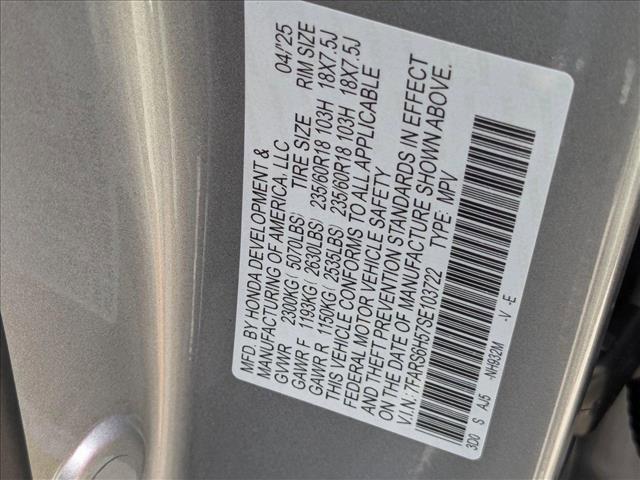 MFD. BY HONDA DEVELOPMENT &
MANUFACTURING OF AMERICA, LLC 04/'25
GVWR 2300KG( 5070LBS) TIRE SIZE RIM SIZE
GAWR F 1193KG( 2630LBS) 235/60R18 103H 18X7.5J
GAWR R 1150KG( 2535LBS) 235/60R18 103H 18X7.5J
THIS VEHICLE CONFORMS TO ALL APPLICABLE
FEDERAL MOTOR VEHICLE SAFETY
AND THEFT PREVENTION STANDARDS IN EFFECT
ON THE DATE OF MANUFACTURE SHOWN ABOVE.
V.I.N.: 7FARS6H57SE103722 TYPE: MPV
3D0 S AJ5 -NH932M -V -E